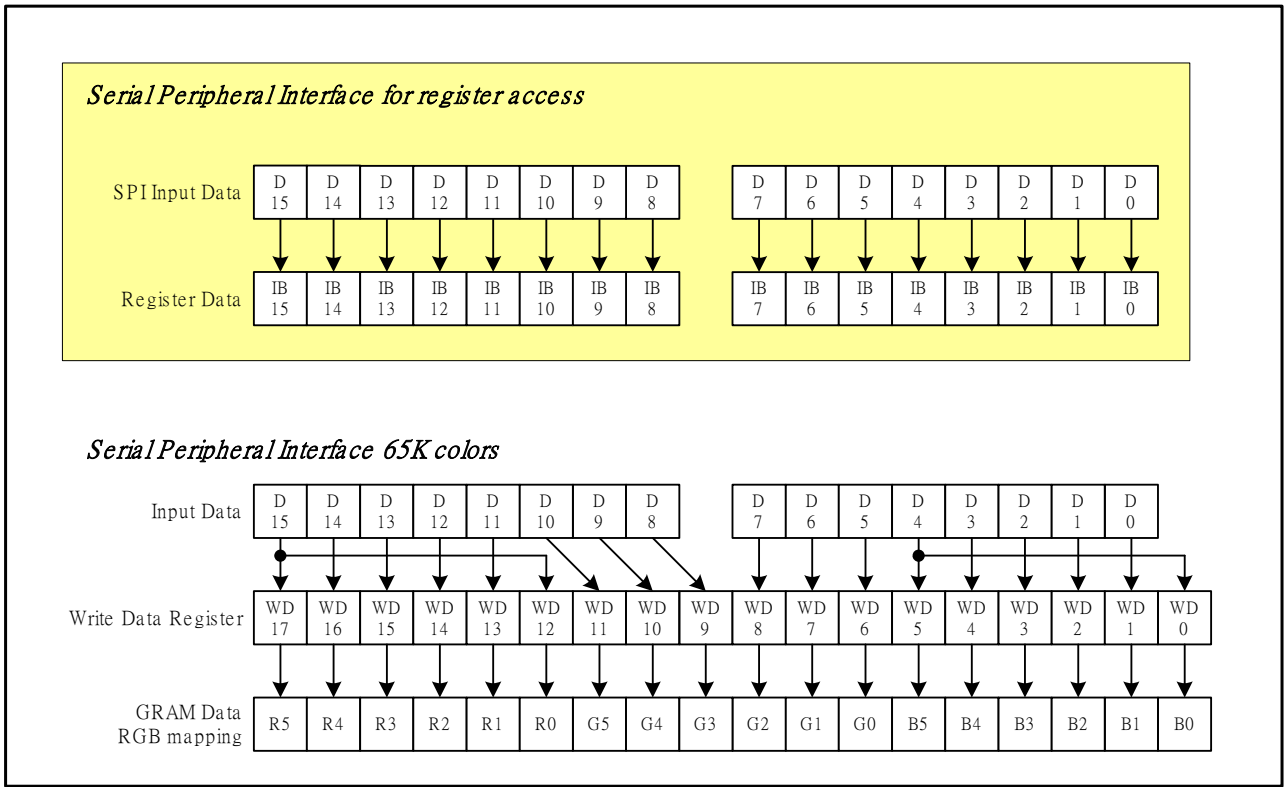 Serial Peripheral Interface for register access
SPI Input Data D 15 D 14 D 13 D 12 D 11 D 10 D 9 D 8 D 7 D 6 D 5 D 4 D 3 D 2 D 1 D 0
Register Data IB 15 IB 14 IB 13 IB 12 IB 11 IB 10 IB 9 IB 8 IB 7 IB 6 IB 5 IB 4 IB 3 IB 2 IB 1 IB 0
Serial Peripheral Interface 65K colors
Input Data D 15 D 14 D 13 D 12 D 11 D 10 D 9 D 8 D 7 D 6 D 5 D 4 D 3 D 2 D 1 D 0
Write Data Register WD 17 WD 16 WD 15 WD 14 WD 13 WD 12 WD 11 WD 10 WD 9 WD 8 WD 7 WD 6 WD 5 WD 4 WD 3 WD 2 WD 1 WD 0
GRAM Data
RGB mapping R5 R4 R3 R2 R1 R0 G5 G4 G3 G2 G1 G0 B5 B4 B3 B2 B1 B0